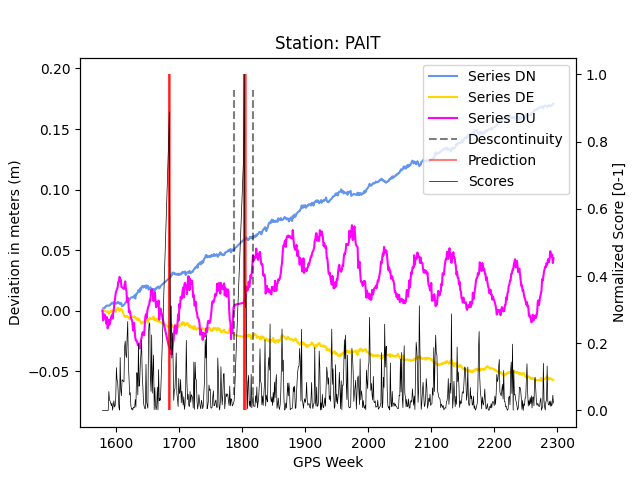 Station: PAIT
Series DN
Series DE
Series DU
Descontinuity
Prediction
Scores
Deviation in meters (m)
0.20
0.15
0.10
0.05
0.00
−0.05
1.0
0.8
0.6
0.4
0.2
0.0
Normalized Score [0-1]
1600 1700 1800 1900 2000 2100 2200 2300
GPS Week